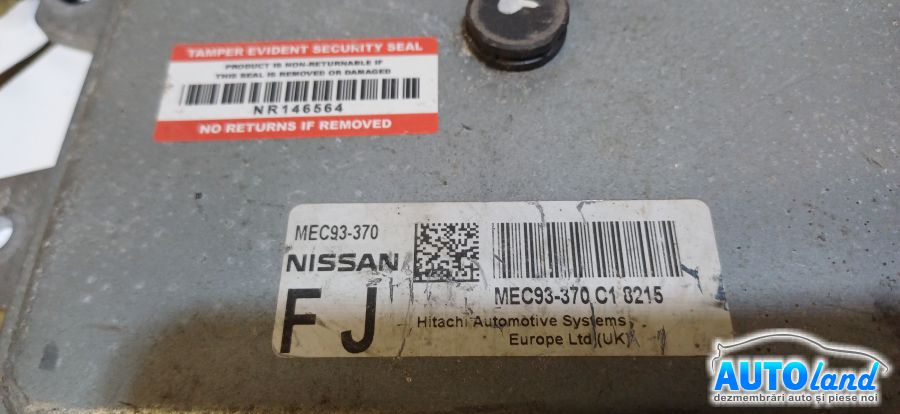 TAMPER EVIDENT SECURITY SEAL
PRODUCT IS NON-RETURNABLE IF
THIS SEAL IS REMOVED OR DAMAGED
NR146564
NO RETURNS IF REMOVED
MEC93-370
NISSAN
FJ
MEC93-370 C1 8215
Hitachi Automotive Systems
Europe Ltd.(UK)
AUTOland
dezmembrări auto și piese noi